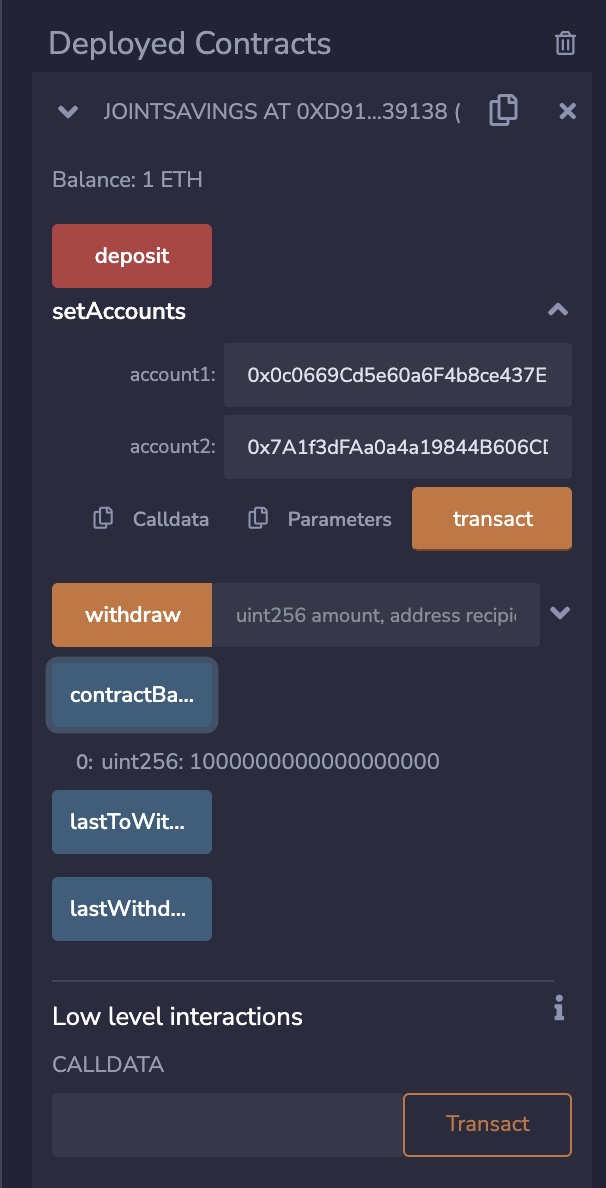 Deployed Contracts
JOINTSAVINGS AT 0XD91...39138 (
Balance: 1 ETH
deposit
setAccounts
account1: 0x0c0669Cd5e60a6F4b8ce437E
account2: 0x7A1f3dFAa0a4a19844B606CD
Calldata Parameters transact
withdraw uint256 amount, address recipi
contractBa...
0: uint256: 1000000000000000000
lastToWit...
lastWithd...
Low level interactions
CALLDATA
Transact